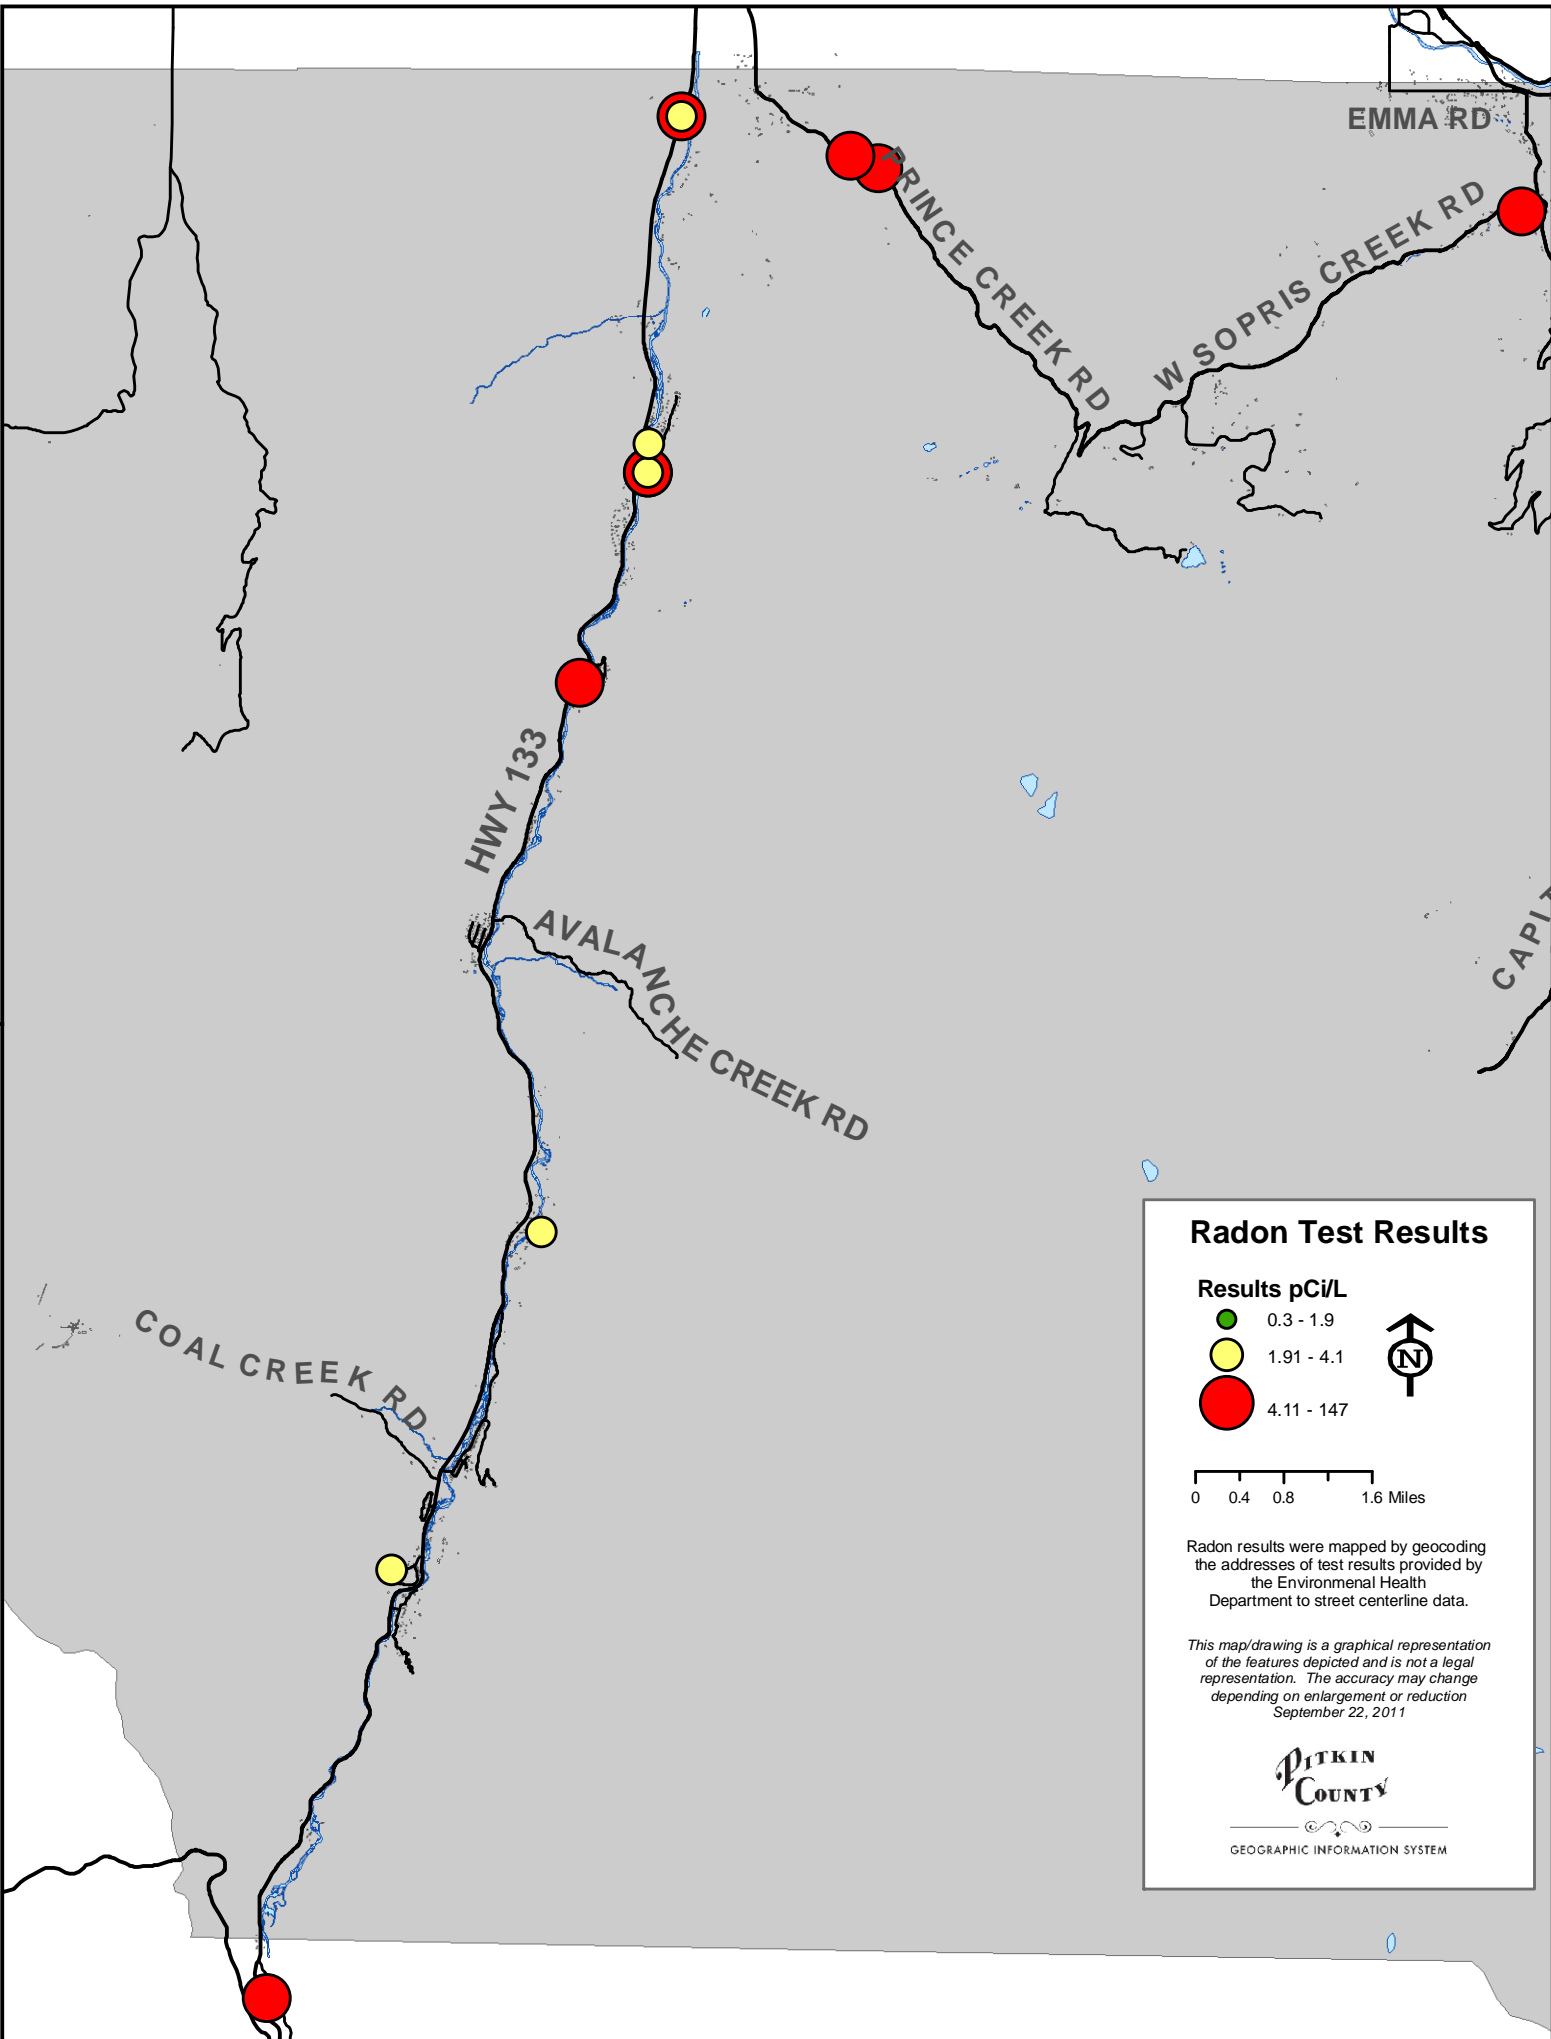 EMMA RD
PRINCE CREEK RD
W SOPRIS CREEK RD
HWY 133
AVALANCHE CREEK RD
COAL CREEK RD
Radon Test Results
Results pCi/L
0.3 - 1.9
1.91 - 4.1
4.11 - 147
N
0 0.4 0.8 1.6 Miles
Radon results were mapped by geocoding
the addresses of test results provided by
the Environmenal Health
Department to street centerline data.
This map/drawing is a graphical representation
of the features depicted and is not a legal
representation. The accuracy may change
depending on enlargement or reduction
September 22, 2011
PITKIN
COUNTY
GEOGRAPHIC INFORMATION SYSTEM